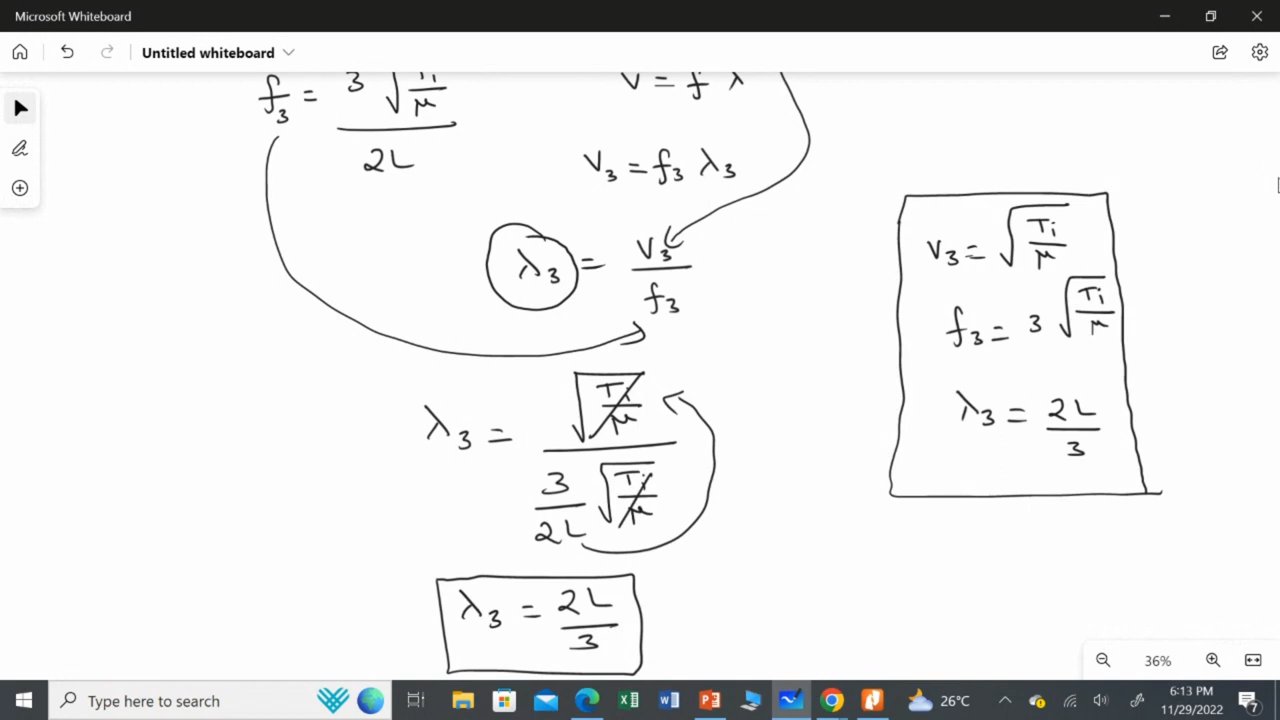 Microsoft Whiteboard
Untitled whiteboard
f₃ = 3 √(Ti/μ) / 2L
v = f λ
v₃ = f₃ λ₃
λ₃ = v₃ / f₃
λ₃ = √(Ti/μ) / (3/2L √(Ti/μ))
λ₃ = 2L / 3
v₃ = √(Ti/μ)
f₃ = 3 √(Ti/μ)
λ₃ = 2L / 3
36%
Type here to search
26°C
6:13 PM
11/29/2022
7